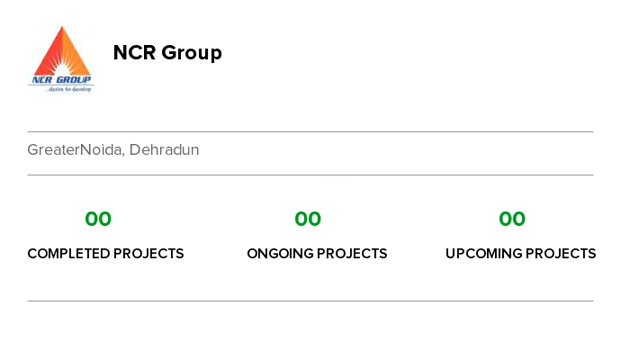 NCR Group
NCR GROUP
...desire to develop
GreaterNoida, Dehradun
00 00 00
COMPLETED PROJECTS ONGOING PROJECTS UPCOMING PROJECTS